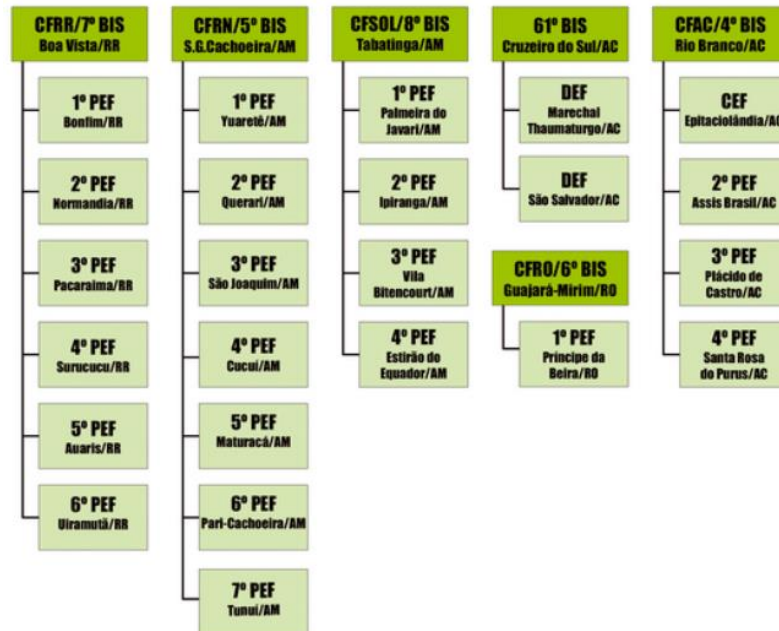 CFRR/7º BIS
Boa Vista/RR
1º PEF
Bonfim/RR
2º PEF
Normandia/RR
3º PEF
Pacaraima/RR
4º PEF
Surucucu/RR
5º PEF
Auaris/RR
6º PEF
Uiramutã/RR
CFRN/5º BIS
S.G.Cachoeira/AM
1º PEF
Yuaretê/AM
2º PEF
Querari/AM
3º PEF
São Joaquim/AM
4º PEF
Cucuí/AM
5º PEF
Maturacá/AM
6º PEF
Pari-Cachoeira/AM
7º PEF
Tunuí/AM
CFSOL/8º BIS
Tabatinga/AM
1º PEF
Palmeira do
Javari/AM
2º PEF
Ipiranga/AM
3º PEF
Vila
Bitencourt/AM
4º PEF
Estirão do
Equador/AM
61º BIS
Cruzeiro do Sul/AC
DEF
Marechal
Thaumaturgo/AC
DEF
São Salvador/AC
CFRO/6º BIS
Guajará-Mirim/RO
1º PEF
Príncipe da
Beira/RO
CFAC/4º BIS
Rio Branco/AC
CEF
Epitaciolândia/AC
2º PEF
Assis Brasil/AC
3º PEF
Plácido de
Castro/AC
4º PEF
Santa Rosa
do Purus/AC